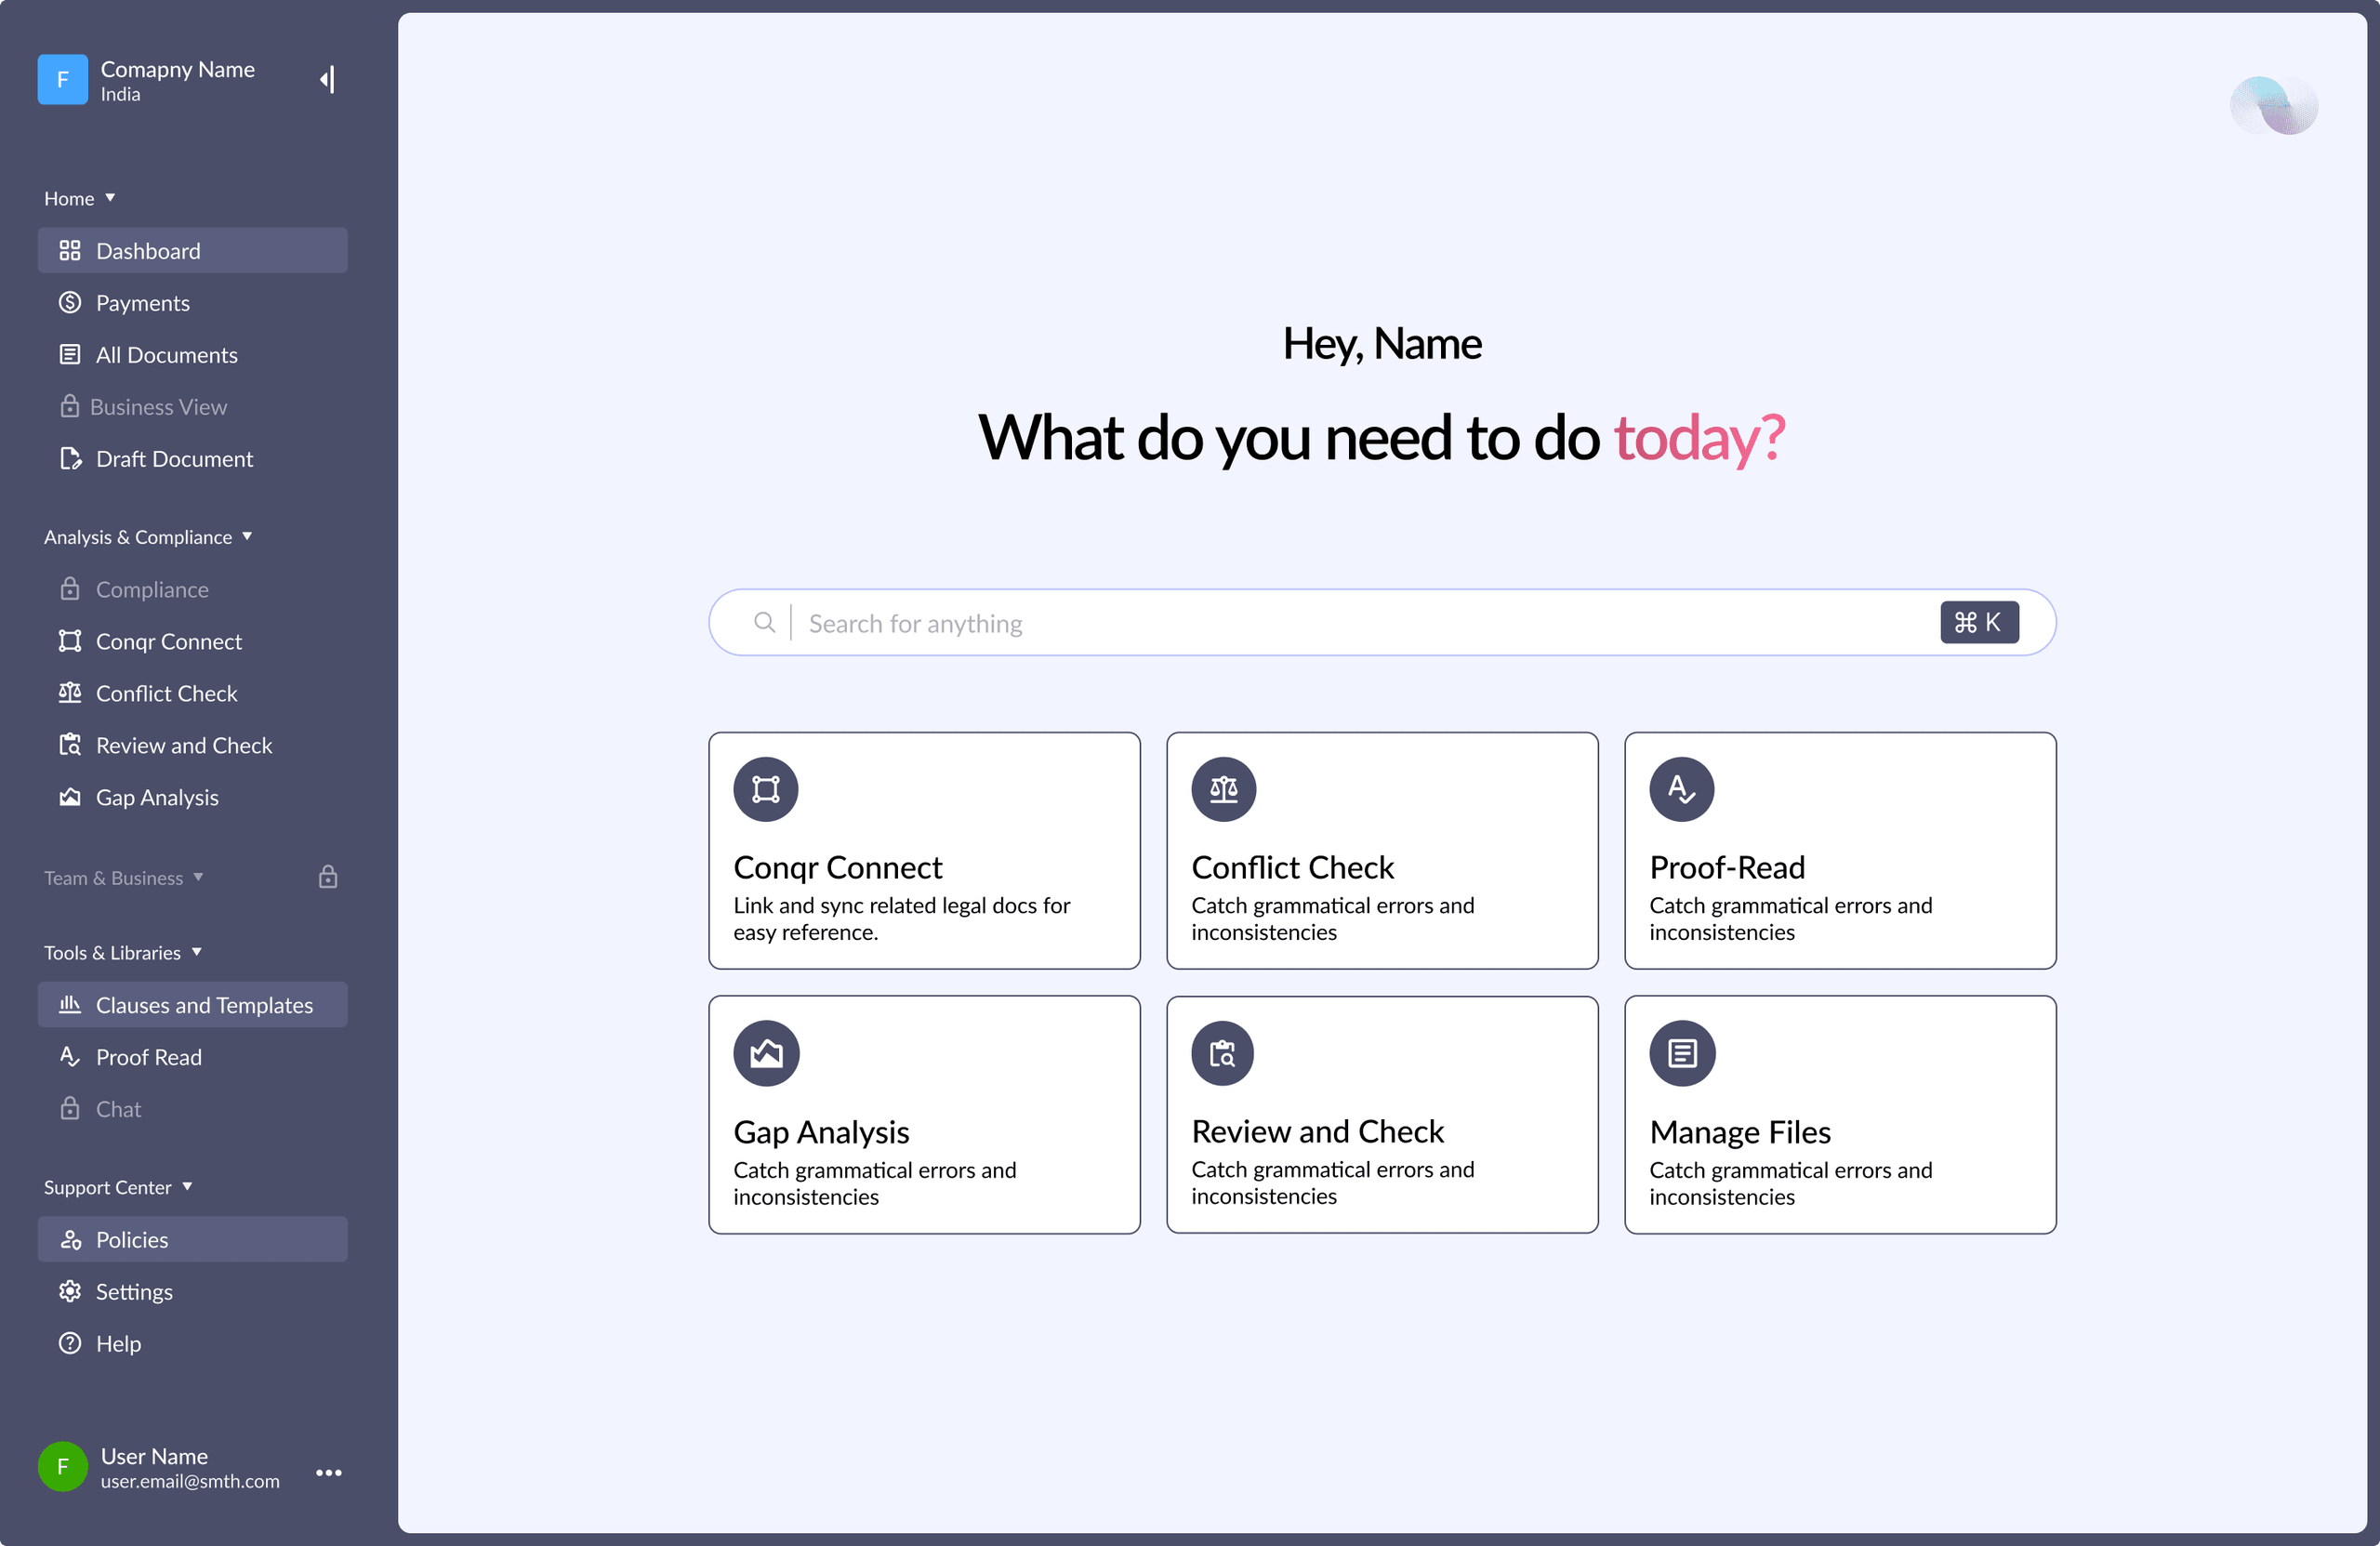 F
Comapny Name
India
Home
Dashboard
Payments
All Documents
Business View
Draft Document
Analysis & Compliance
Compliance
Conqr Connect
Conflict Check
Review and Check
Gap Analysis
Team & Business
Tools & Libraries
Clauses and Templates
Proof Read
Chat
Support Center
Policies
Settings
Help
F
User Name
user.email@smth.com
Hey, Name
What do you need to do today?
Search for anything
⌘ K
Conqr Connect
Link and sync related legal docs for
easy reference.
Conflict Check
Catch grammatical errors and
inconsistencies
Proof-Read
Catch grammatical errors and
inconsistencies
Gap Analysis
Catch grammatical errors and
inconsistencies
Review and Check
Catch grammatical errors and
inconsistencies
Manage Files
Catch grammatical errors and
inconsistencies